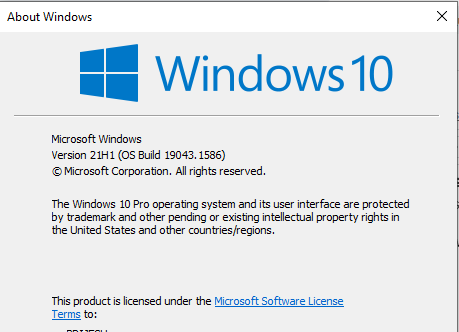 About Windows
Windows 10
Microsoft Windows
Version 21H1 (OS Build 19043.1586)
© Microsoft Corporation. All rights reserved.
The Windows 10 Pro operating system and its user interface are protected
by trademark and other pending or existing intellectual property rights in
the United States and other countries/regions.
This product is licensed under the Microsoft Software License
Terms to: